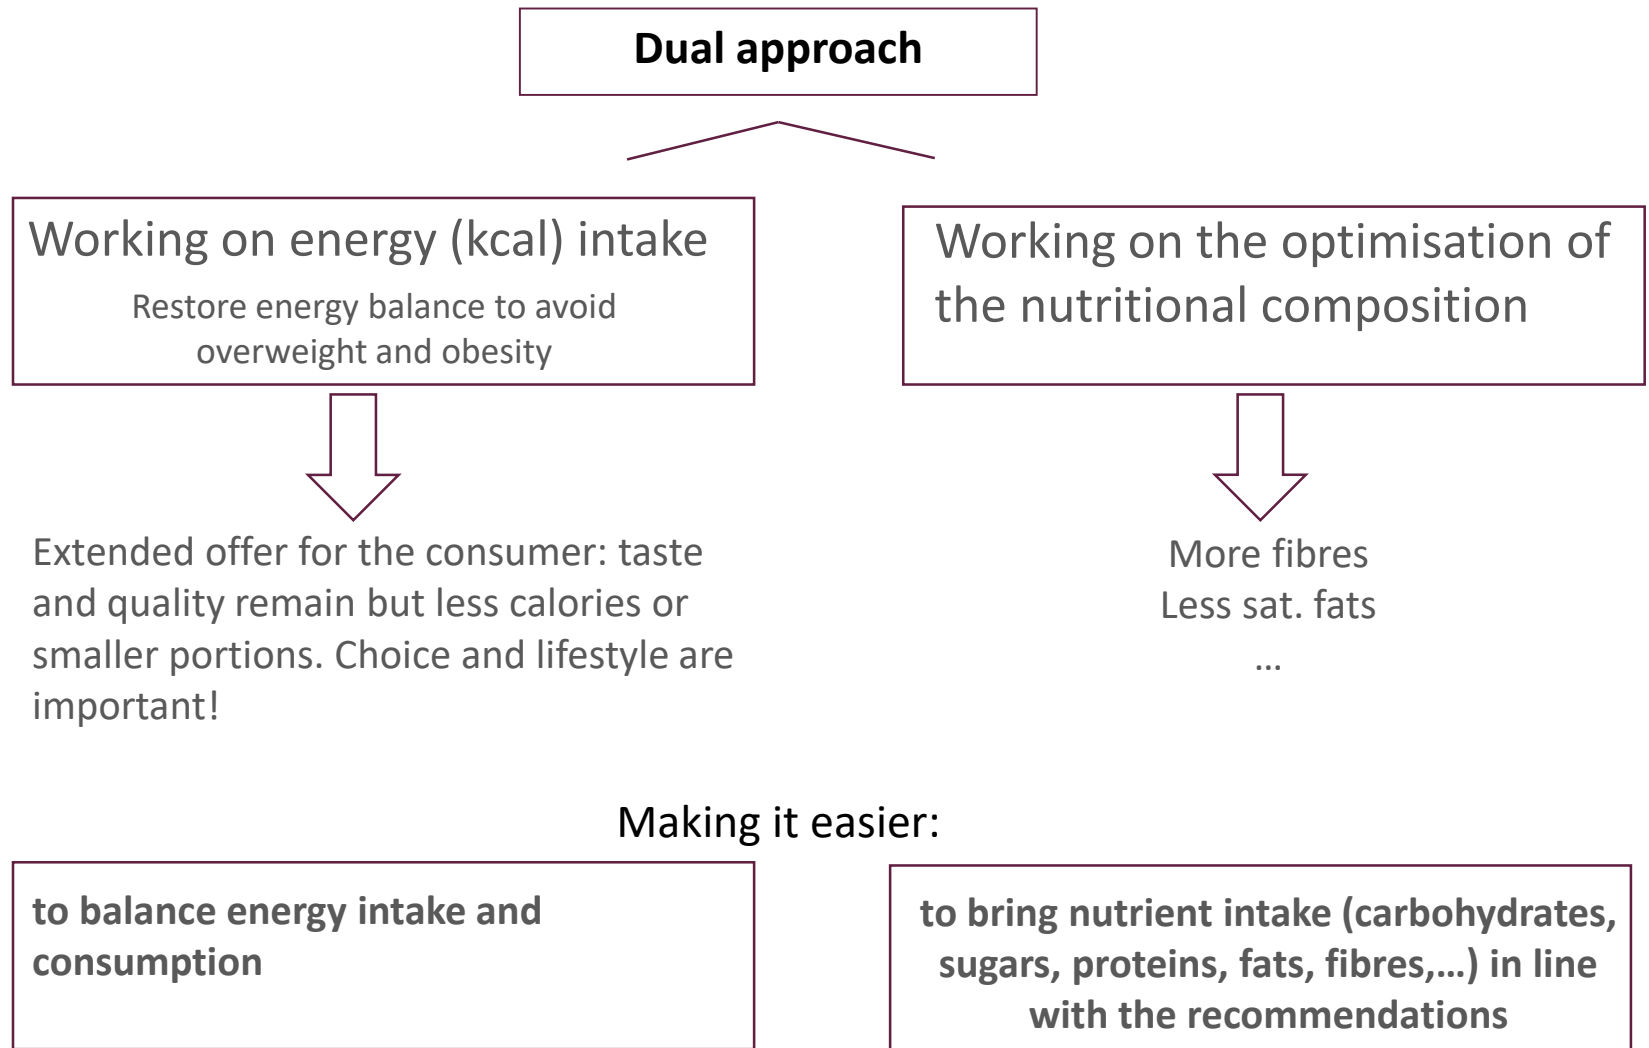 Dual approach
Working on energy (kcal) intake
Restore energy balance to avoid
overweight and obesity
Working on the optimisation of
the nutritional composition
Extended offer for the consumer: taste
and quality remain but less calories or
smaller portions. Choice and lifestyle are
important!
More fibres
Less sat. fats
...
Making it easier:
to balance energy intake and
consumption
to bring nutrient intake (carbohydrates,
sugars, proteins, fats, fibres,...) in line
with the recommendations